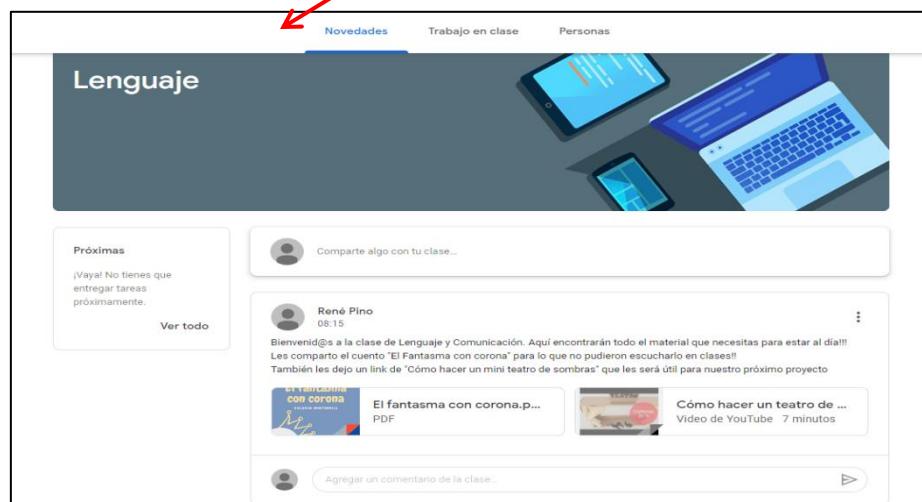 Novedades Trabajo en clase Personas
Lenguaje
Próximas
¡Vaya! No tienes que
entregar tareas
próximamente.
Ver todo
Comparte algo con tu clase...
René Pino
08:15
Bienvenid@s a la clase de Lenguaje y Comunicación. Aquí encontrarán todo el material que necesitas para estar al día!!!
Les comparto el cuento "El Fantasma con corona" para lo que no pudieron escucharlo en clases!!
También les dejo un link de "Cómo hacer un mini teatro de sombras" que les será útil para nuestro próximo proyecto
El fantasma
con corona
El fantasma con corona.p...
PDF
TEATRO
Cómo hacer un teatro de ...
Video de YouTube 7 minutos
Agregar un comentario de la clase...